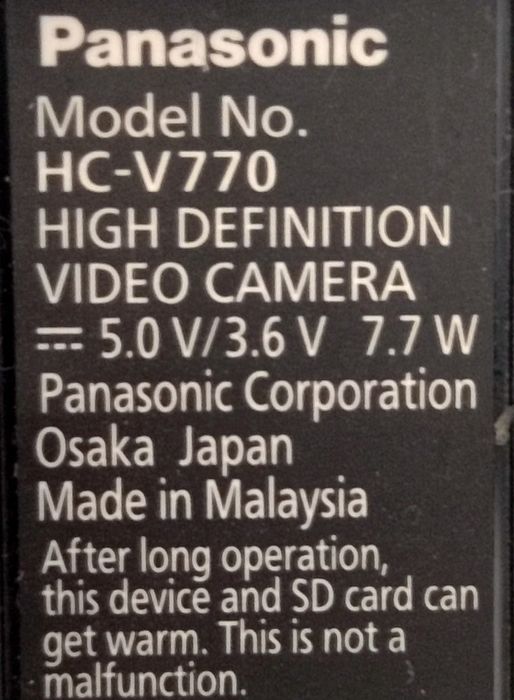 Panasonic
Model No.
HC-V770
HIGH DEFINITION
VIDEO CAMERA
⎓ 5.0 V/3.6 V 7.7 W
Panasonic Corporation
Osaka Japan
Made in Malaysia
After long operation,
this device and SD card can
get warm. This is not a
malfunction.